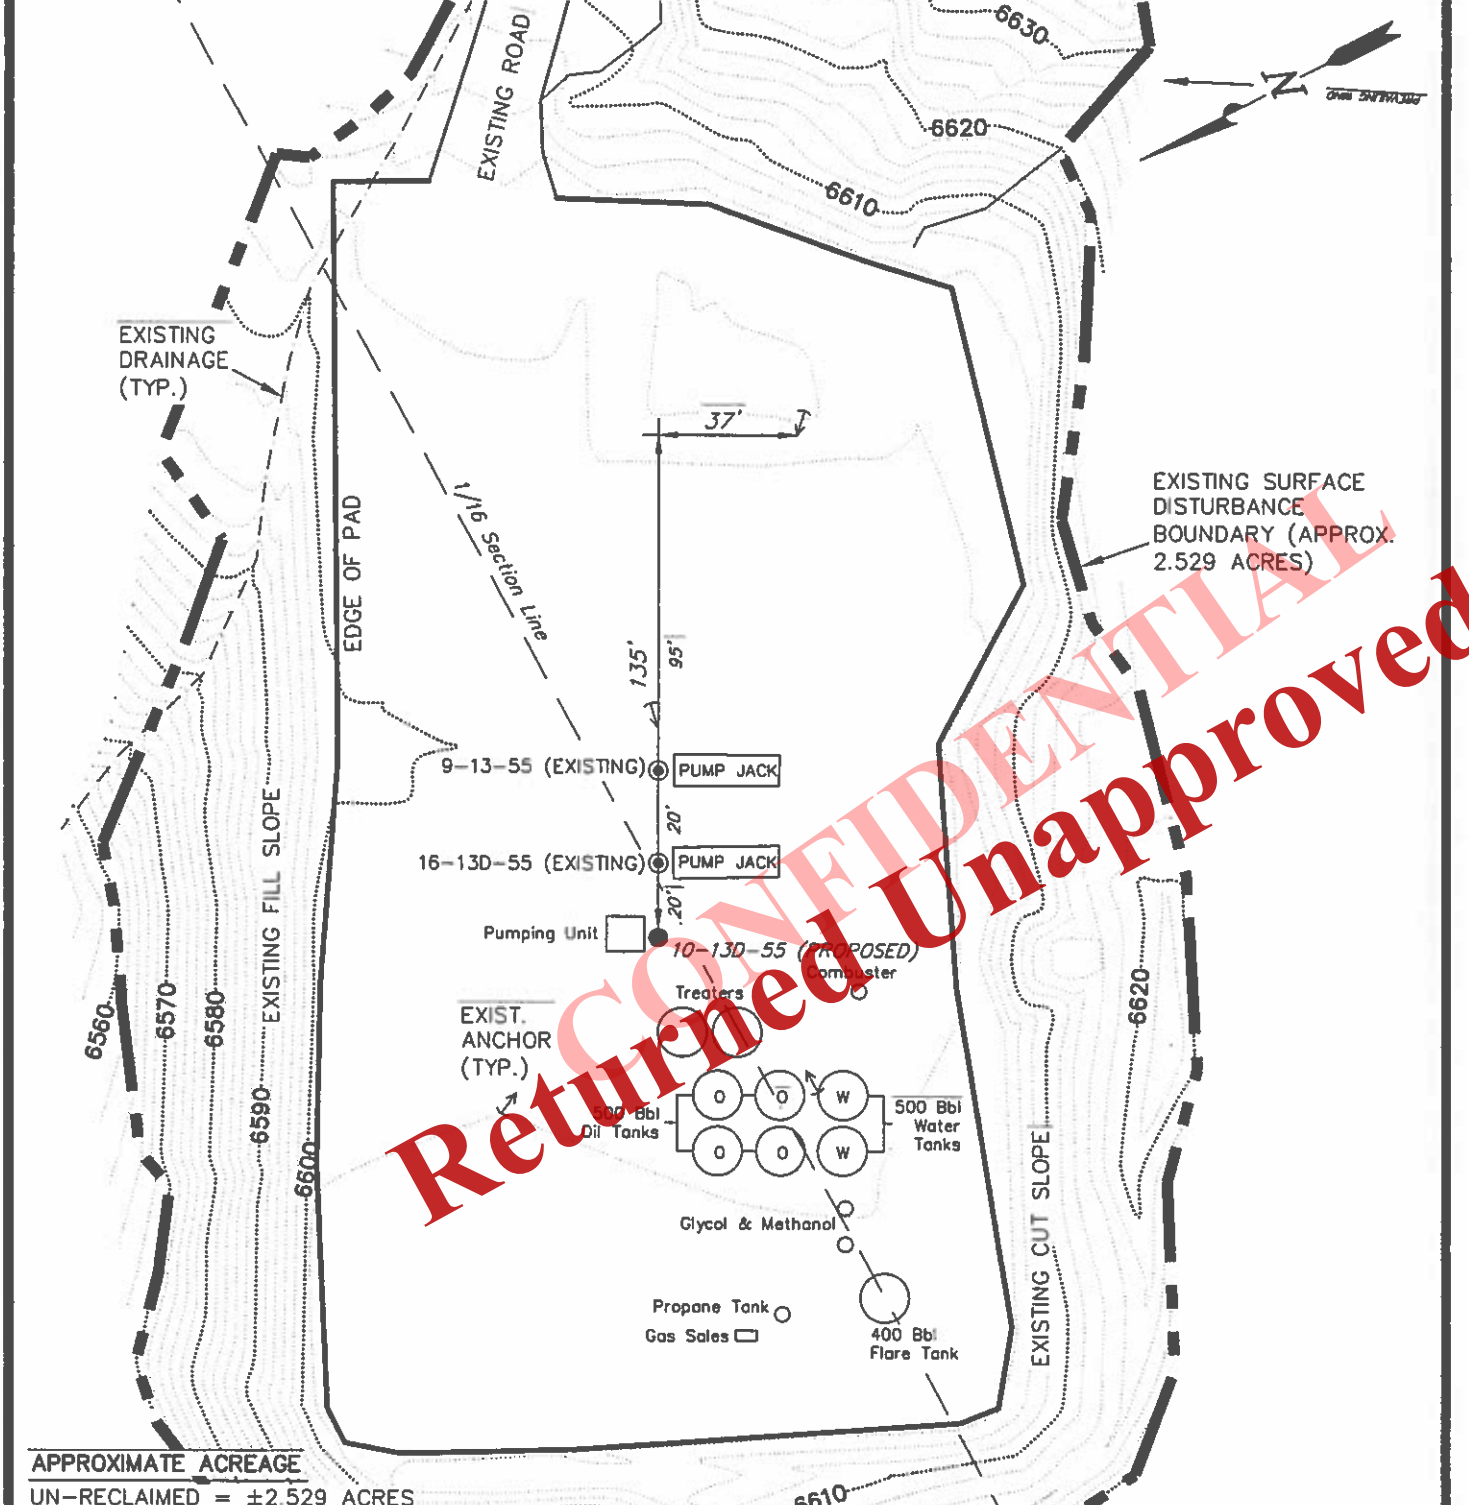 6630
PREVAILING WIND
N
EXISTING ROAD
6620
6610
EXISTING
DRAINAGE
(TYP.)
37'
1/16 Section Line
EDGE OF PAD
EXISTING SURFACE
DISTURBANCE
BOUNDARY (APPROX.
2.529 ACRES)
135'
95'
9-13-55 (EXISTING)
PUMP JACK
20'
16-13D-55 (EXISTING)
PUMP JACK
20'
Pumping Unit
10-13D-55 (PROPOSED)
Combuster
Treaters
EXISTING FILL SLOPE
EXIST.
ANCHOR
(TYP.)
6560
6570
6580
6590
6600
6620
500 Bbl
Oil Tanks
O
O
W
O
O
W
500 Bbl
Water
Tanks
Glycol & Methanol
EXISTING CUT SLOPE
Propane Tank
Gas Sales
400 Bbl
Flare Tank
CONFIDENTIAL
Returned Unapproved
APPROXIMATE ACREAGE
UN-RECLAIMED = ±2.529 ACRES
6610